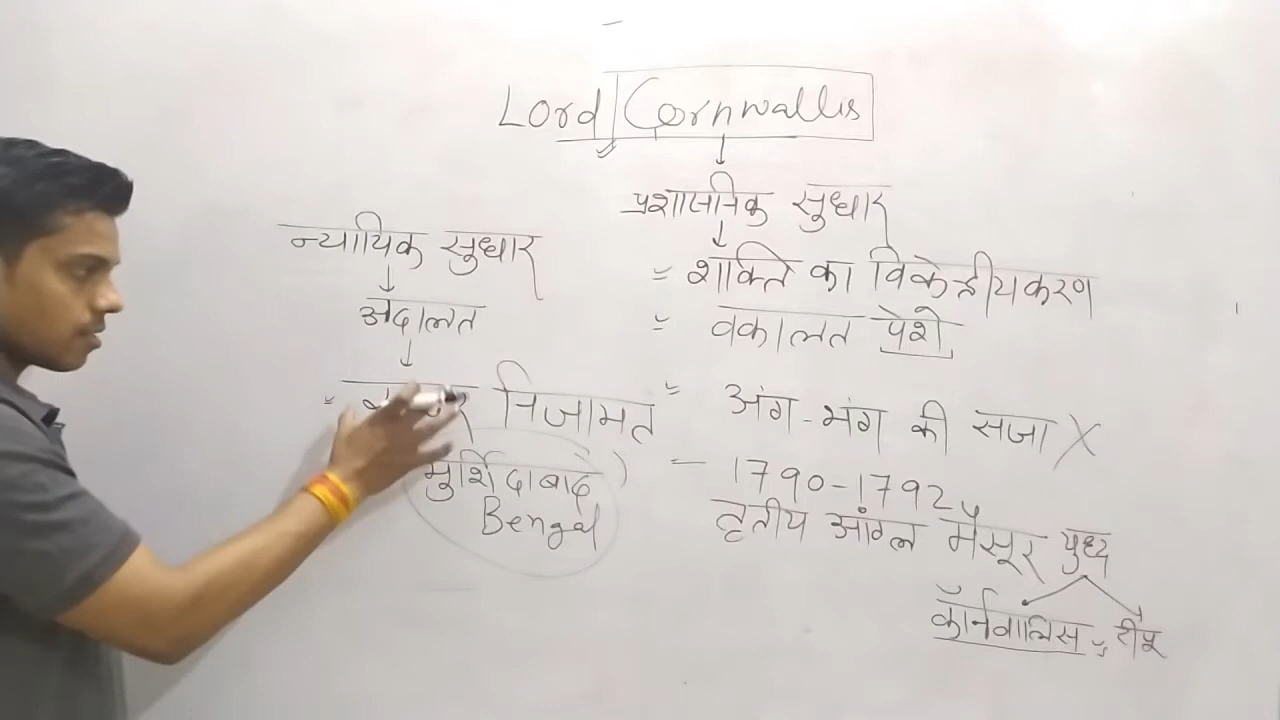 Lord Cornwallis
प्रशासनिक सुधार
= शक्ति का विकेन्द्रीयकरण
= वकालत पेशे
= अंग-भंग की सजा X
- 1790-1792
तृतीय आंग्ल मैसूर युध्द
कॉर्नवालिस = टीपू
न्यायिक सुधार
अदालत
निजामत
मुर्शिदाबाद)
Bengal